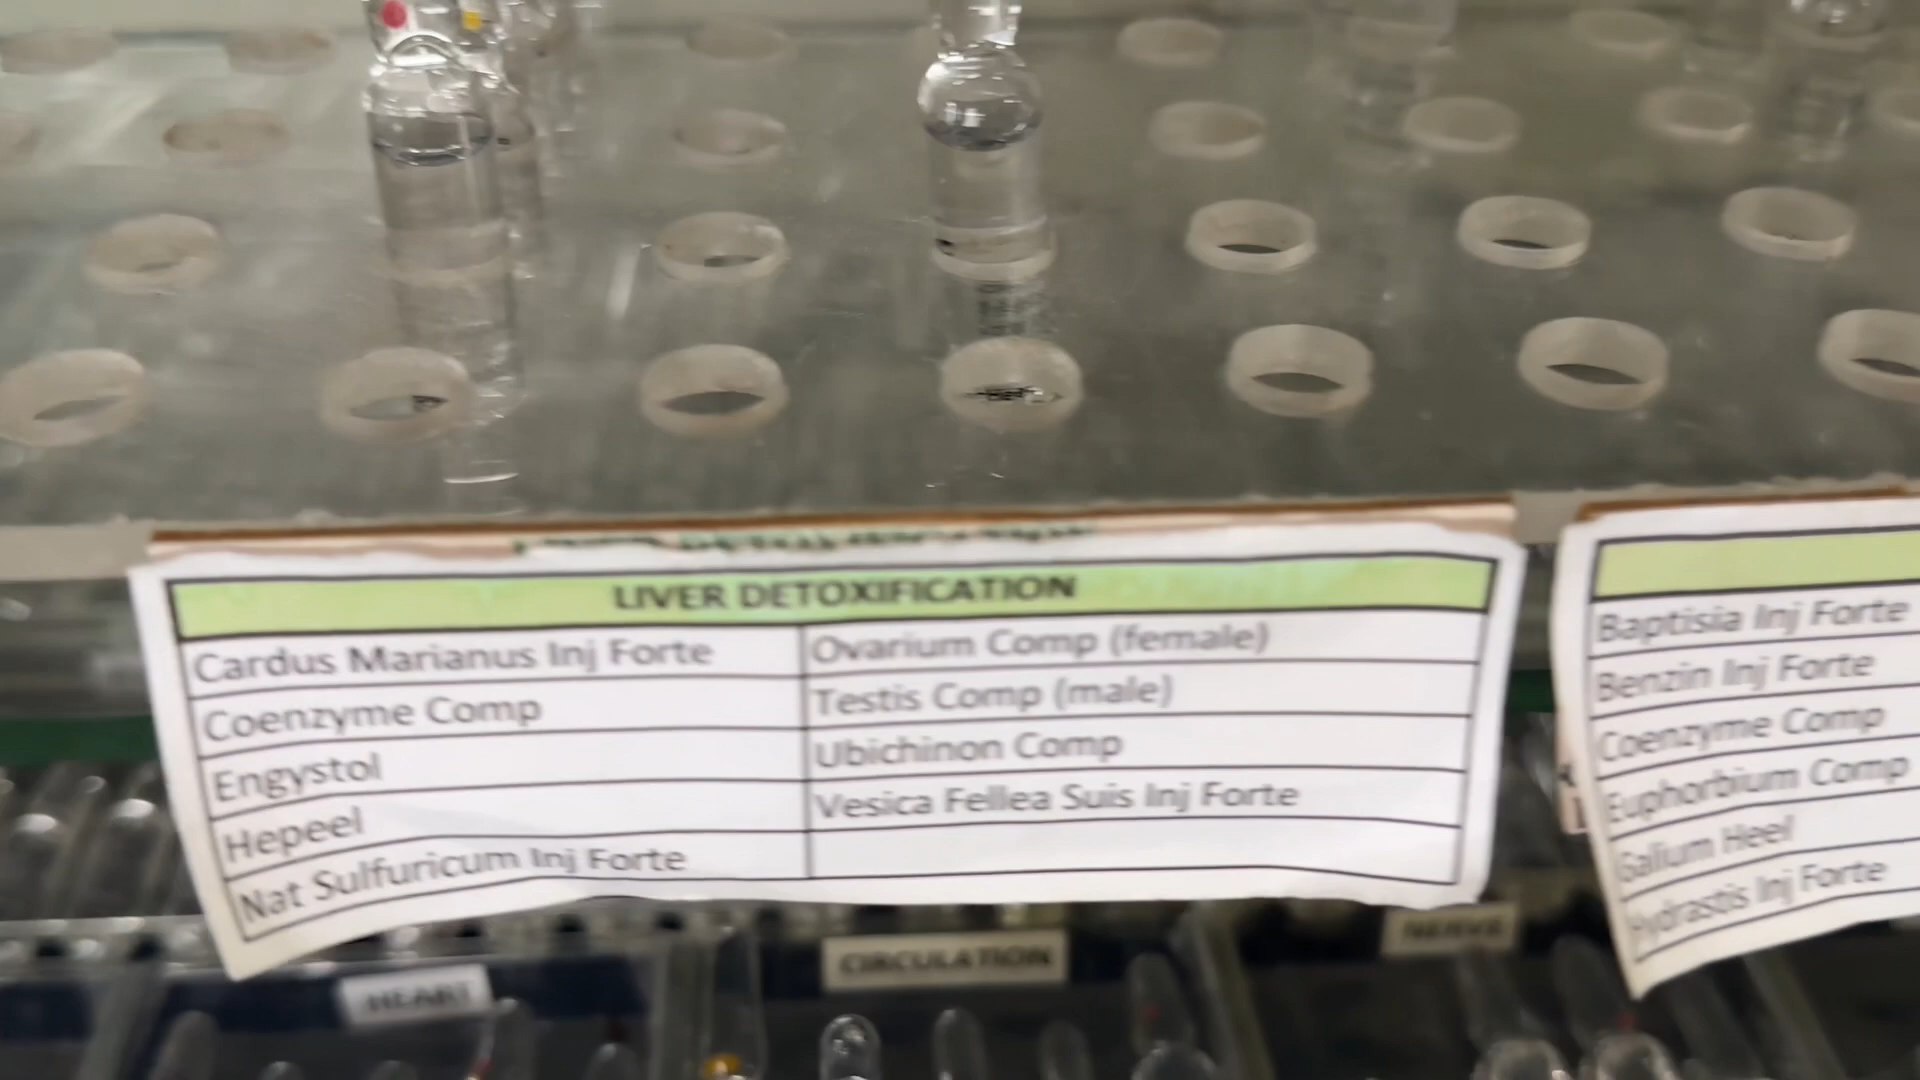 LIVER DETOXIFICATION
Cardus Marianus Inj Forte
Coenzyme Comp
Engystol
Hepeel
Nat Sulfuricum Inj Forte
Ovarium Comp (female)
Testis Comp (male)
Ubichinon Comp
Vesica Fellea Suis Inj Forte
Baptisia Inj Forte
Benzin Inj Forte
Coenzyme Comp
Euphorbium Comp
Galium Heel
Hydrastis Inj Forte
HEART
CIRCULATION
NERVE